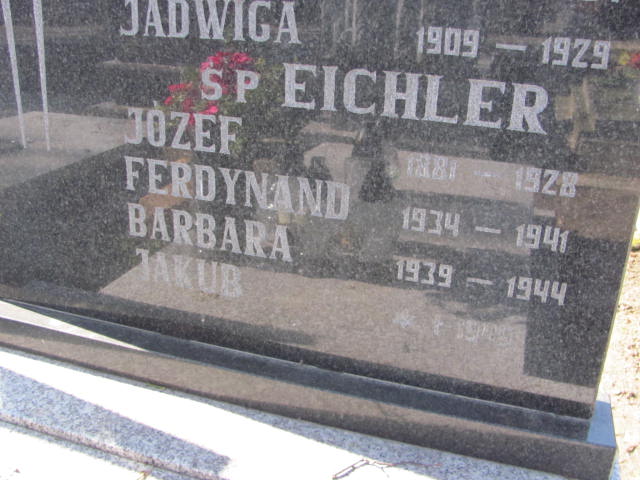 JADWIGA 1909 – 1929
ŚP EICHLER
JÓZEF 1881 – 1928
FERDYNAND 1934 – 1941
BARBARA 1939 – 1944
JAKUB